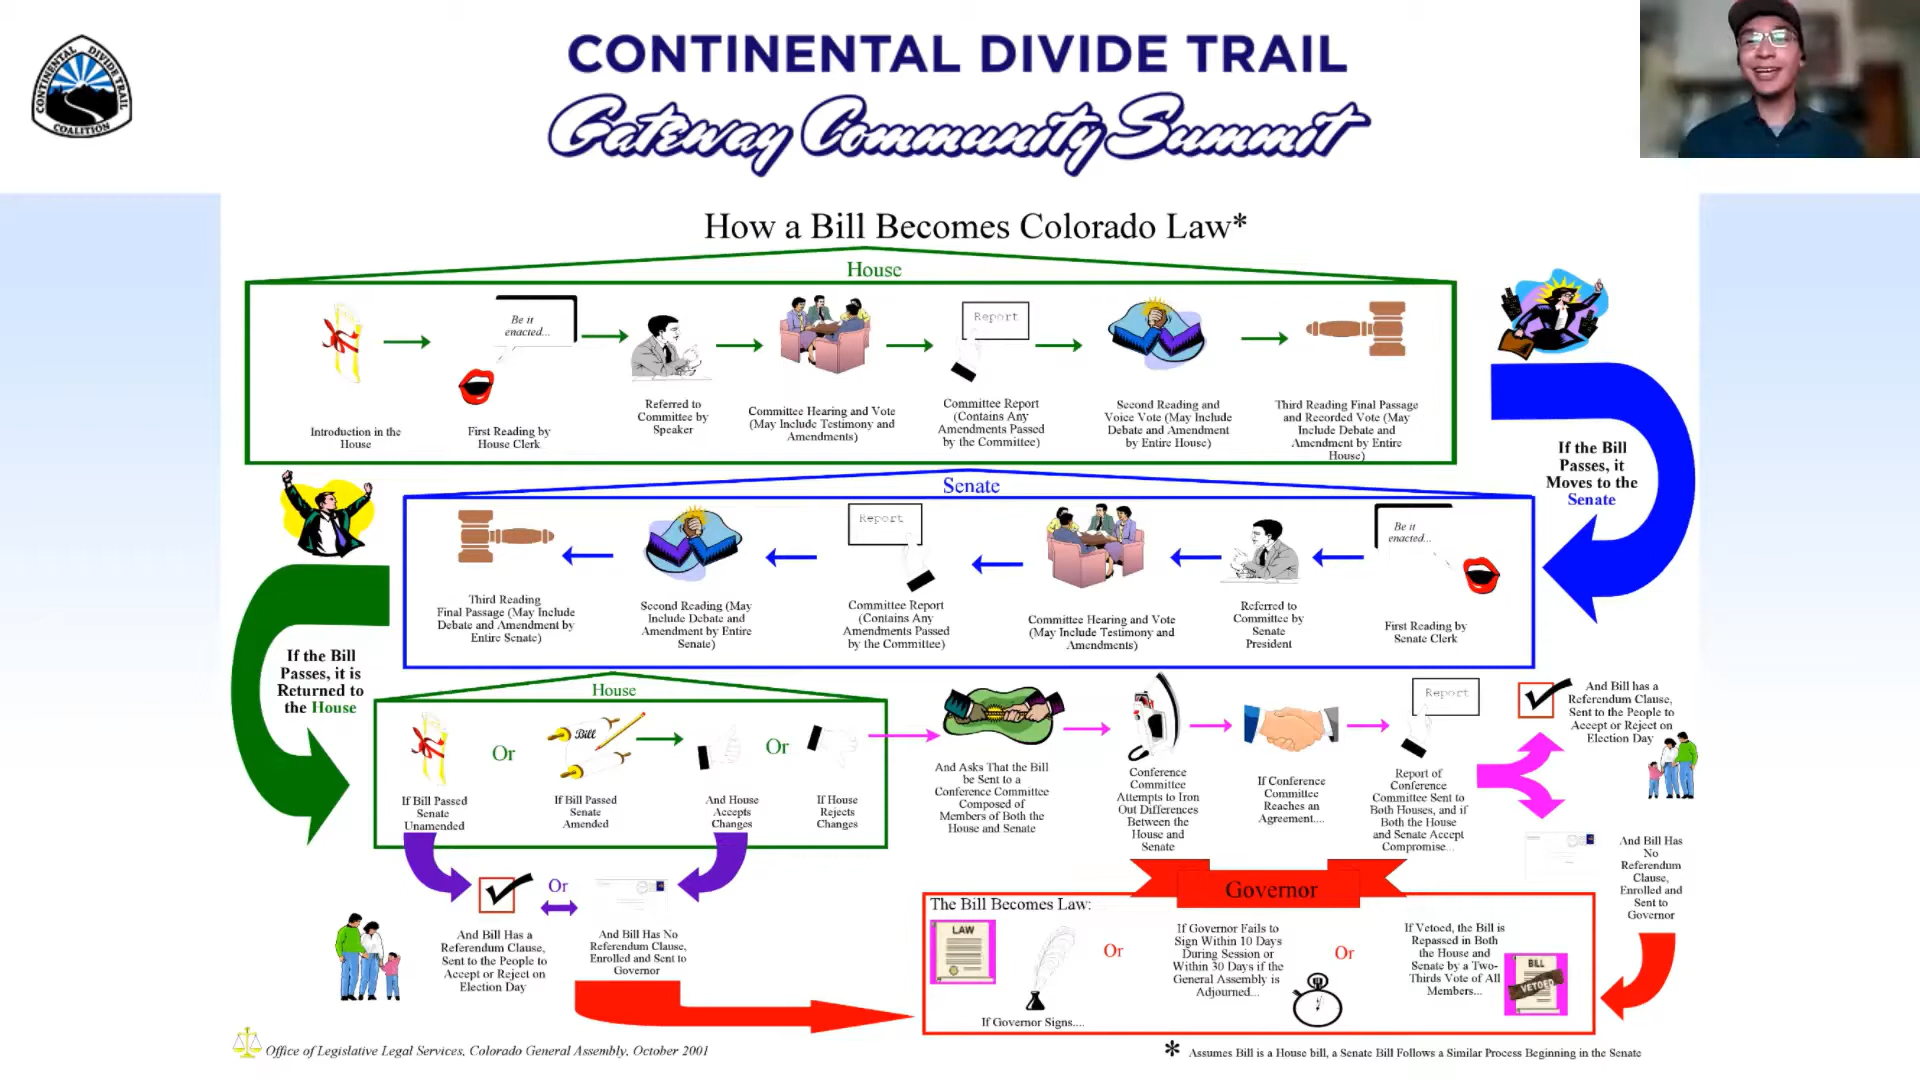 CONTINENTAL DIVIDE TRAIL
COALITION
CONTINENTAL DIVIDE TRAIL
Gateway Community Summit
How a Bill Becomes Colorado Law*
House
Be it
enacted...
Report
Introduction in the
House
First Reading by
House Clerk
Referred to
Committee by
Speaker
Committee Hearing and Vote
(May Include Testimony and
Amendments)
Committee Report
(Contains Any
Amendments Passed
by the Committee)
Second Reading and
Voice Vote (May Include
Debate and Amendment
by Entire House)
Third Reading Final Passage
and Recorded Vote (May
Include Debate and
Amendment by Entire
House)
If the Bill
Passes, it
Moves to the
Senate
Senate
Report
Be it
enacted...
Third Reading
Final Passage (May Include
Debate and Amendment by
Entire Senate)
Second Reading (May
Include Debate and
Amendment by Entire
Senate)
Committee Report
(Contains Any
Amendments Passed
by the Committee)
Committee Hearing and Vote
(May Include Testimony and
Amendments)
Referred to
Committee by
Senate
President
First Reading by
Senate Clerk
If the Bill
Passes, it is
Returned to
the House
House
Bill
Or
Or
If Bill Passed
Senate
Unamended
If Bill Passed
Senate
Amended
And House
Accepts
Changes
If House
Rejects
Changes
And Asks That the Bill
be Sent to a
Conference Committee
Composed of
Members of Both the
House and Senate
Conference
Committee
Attempts to Iron
Out Differences
Between the
House and
Senate
If Conference
Committee
Reaches an
Agreement....
Report
Report of
Conference
Committee Sent to
Both Houses, and if
Both the House
and Senate Accept
Compromise...
And Bill has a
Referendum Clause,
Sent to the People to
Accept or Reject on
Election Day
And Bill Has
No
Referendum
Clause,
Enrolled and
Sent to
Governor
Or
And Bill Has a
Referendum Clause,
Sent to the People to
Accept or Reject on
Election Day
And Bill Has No
Referendum Clause,
Enrolled and Sent to
Governor
Governor
The Bill Becomes Law:
LAW
If Governor Signs....
Or
If Governor Fails to
Sign Within 10 Days
During Session or
Within 30 Days if the
General Assembly is
Adjourned...
Or
If Vetoed, the Bill is
Repassed in Both
the House and
Senate by a Two-
Thirds Vote of All
Members...
BILL
VETOED
Office of Legislative Legal Services, Colorado General Assembly, October 2001
* Assumes Bill is a House bill, a Senate Bill Follows a Similar Process Beginning in the Senate